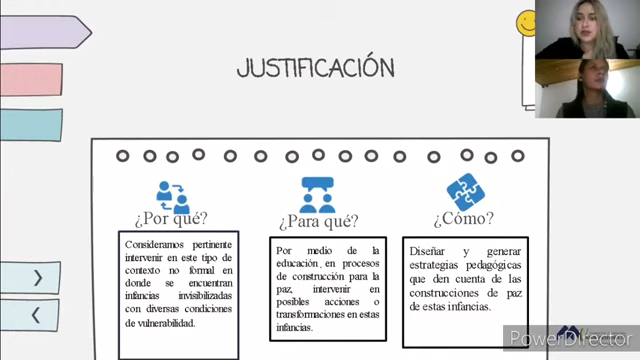 JUSTIFICACIÓN
¿Por qué?
Consideramos pertinente
intervenir en este tipo de
contexto no formal en
donde se encuentran
infancias invisibilizadas
con diversas condiciones
de vulnerabilidad.
¿Para qué?
Por medio de la
educación, en procesos
de construcción para la
paz, intervenir en
posibles acciones o
transformaciones en estas
infancias.
¿Cómo?
Diseñar y generar
estrategias pedagógicas
que den cuenta de las
construcciones de paz
de estas infancias.
PowerDirector